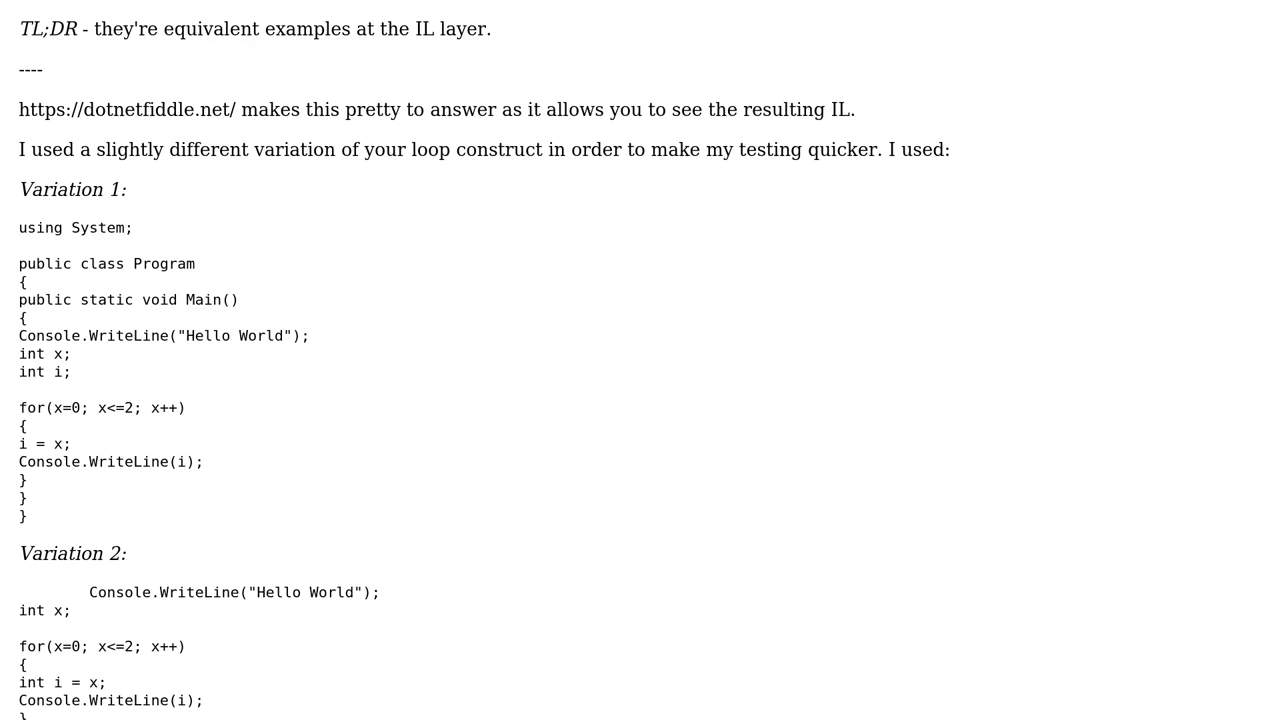 TL;DR - they're equivalent examples at the IL layer.
----
https://dotnetfiddle.net/ makes this pretty to answer as it allows you to see the resulting IL.
I used a slightly different variation of your loop construct in order to make my testing quicker. I used:
Variation 1:
using System;
public class Program
{
public static void Main()
{
Console.WriteLine("Hello World");
int x;
int i;
for(x=0; x<=2; x++)
{
i = x;
Console.WriteLine(i);
}
}
}
Variation 2:
Console.WriteLine("Hello World");
int x;
for(x=0; x<=2; x++)
{
int i = x;
Console.WriteLine(i);
}